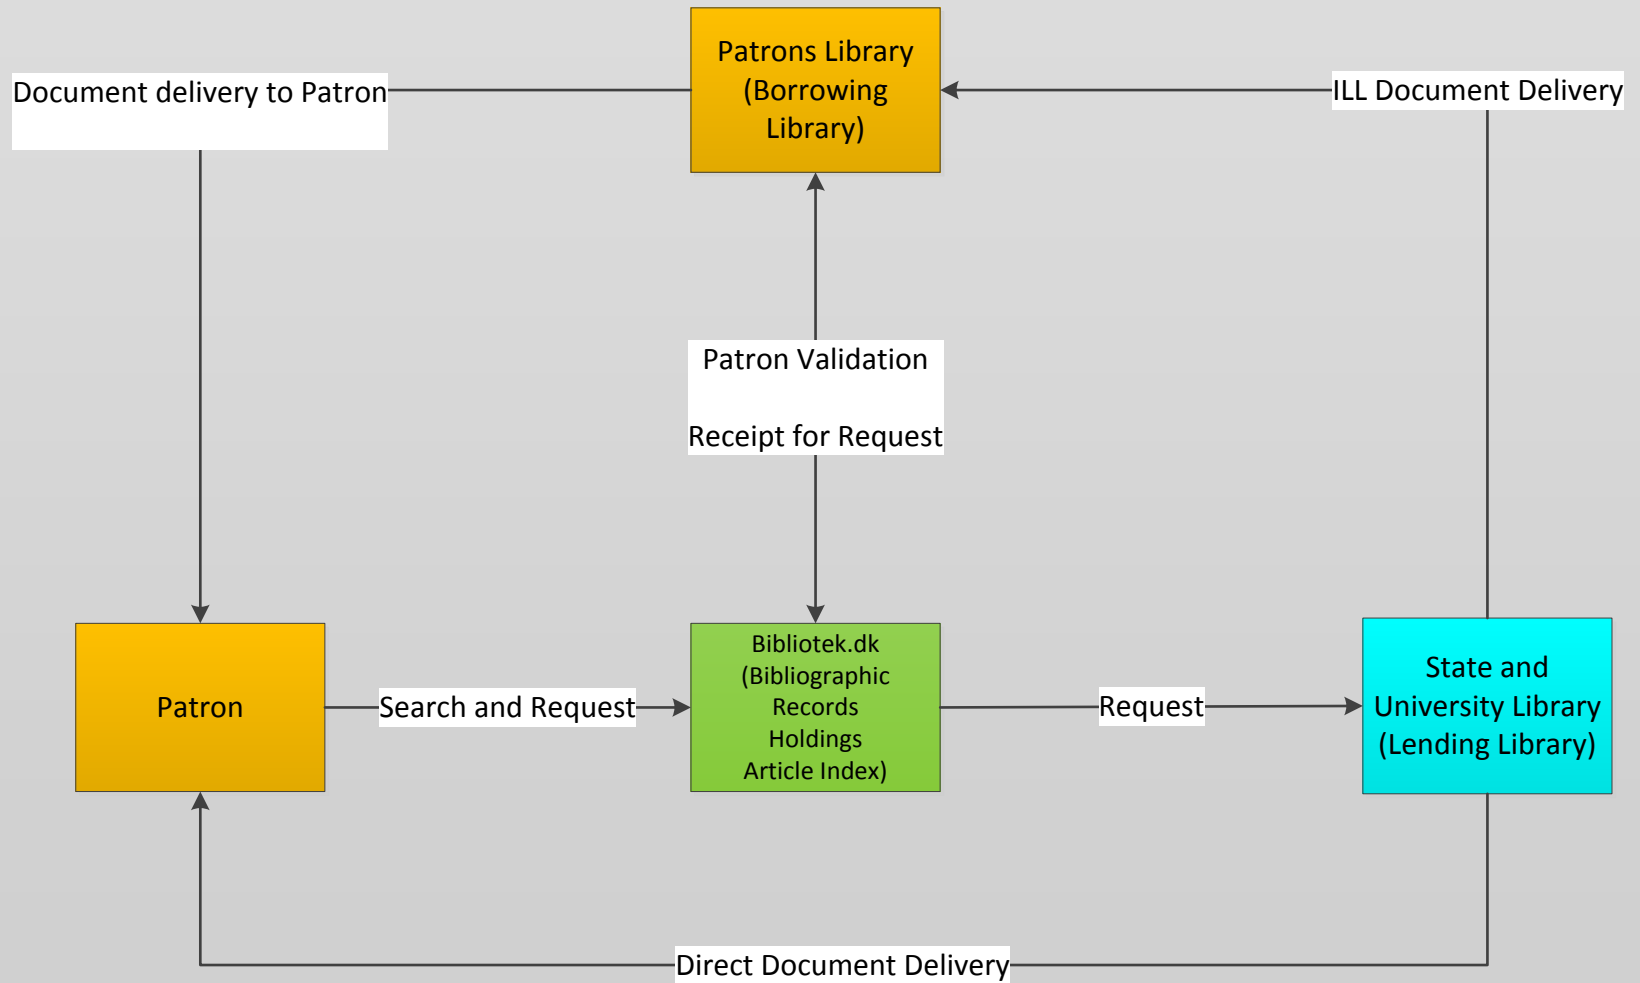 Patrons Library
(Borrowing
Library)
Document delivery to Patron
ILL Document Delivery
Patron Validation
Receipt for Request
Patron
Search and Request
Bibliotek.dk
(Bibliographic
Records
Holdings
Article Index)
Request
State and
University Library
(Lending Library)
Direct Document Delivery